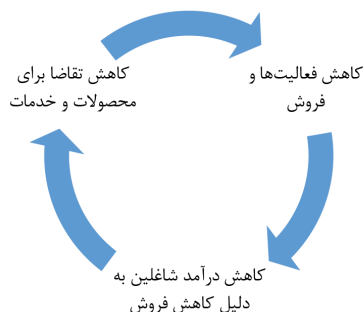 کاهش تقاضا برای
محصولات و خدمات
کاهش فعالیت‌ها و
فروش
کاهش درآمد شاغلین به
دلیل کاهش فروش